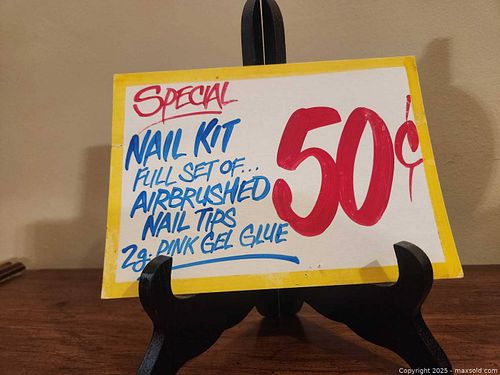 SPECIAL
NAIL KIT
FULL SET OF...
AIRBRUSHED
NAIL TIPS
2g. PINK GEL GLUE
50¢
Copyright 2025 - maxsold.com